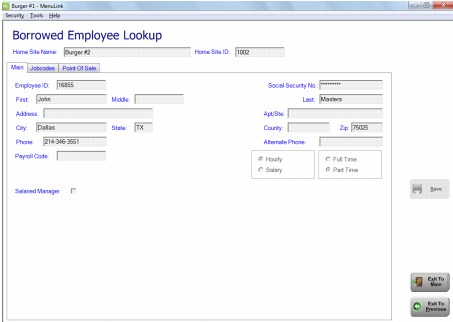 Burger #1 - MenuLink
Security Tools Help
Borrowed Employee Lookup
Home Site Name: Burger #2 Home Site ID: 1002
Main Jobcodes Point Of Sale
Employee ID: 16855 Social Security No.: *********
First: John Middle: Last: Masters
Address: Apt/Ste:
City: Dallas State: TX County: Zip: 75025
Phone: 214-346-3551 Alternate Phone:
Payroll Code:
Hourly Full Time
Salary Part Time
Salaried Manager
Save
Exit To Main
Exit To Previous